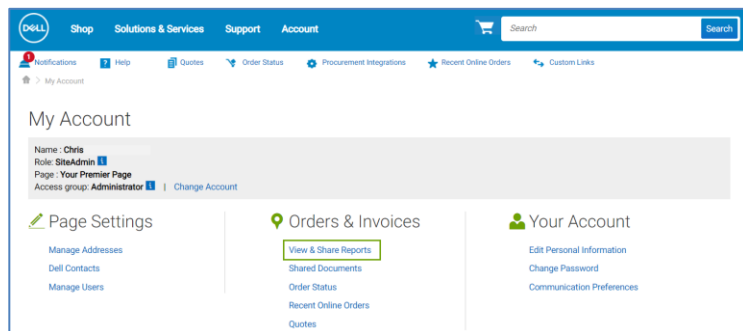 DELL Shop Solutions & Services Support Account Search Search
1 Notifications ? Help Quotes Order Status Procurement Integrations Recent Online Orders Custom Links
> My Account
My Account
Name : Chris
Role: SiteAdmin i
Page : Your Premier Page
Access group: Administrator i | Change Account
Page Settings
Manage Addresses
Dell Contacts
Manage Users
Orders & Invoices
View & Share Reports
Shared Documents
Order Status
Recent Online Orders
Quotes
Your Account
Edit Personal Information
Change Password
Communication Preferences